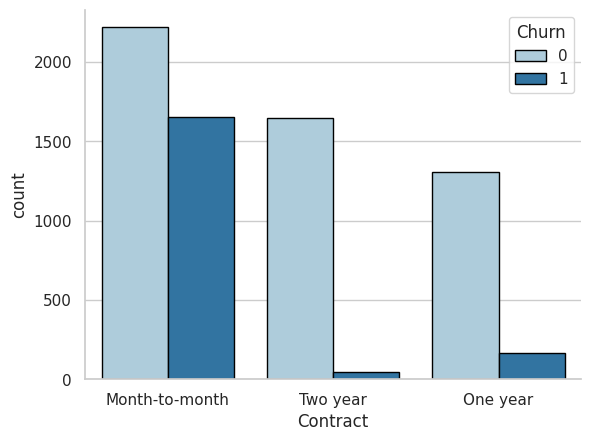 Churn
0
1
2000
1500
1000
500
0
count
Month-to-month
Two year
One year
Contract